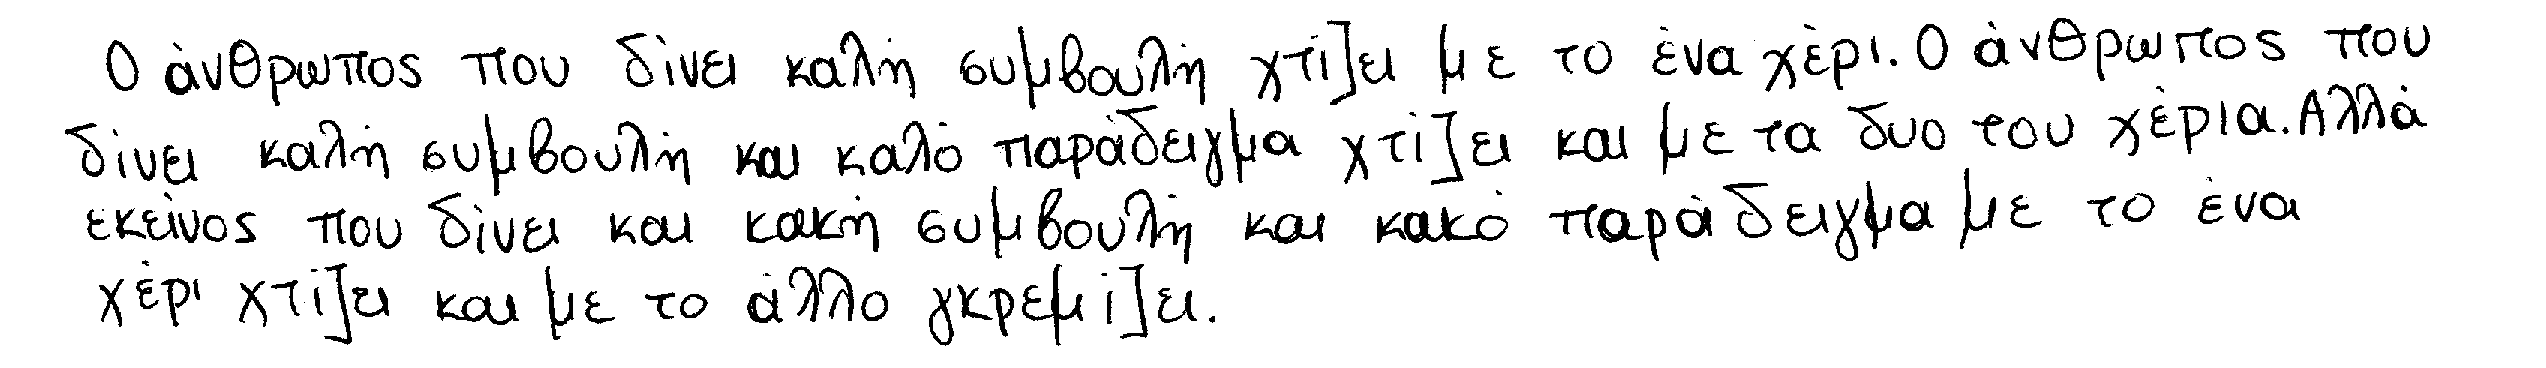 Ο άνθρωπος που δίνει καλή συμβουλή χτίζει με το ένα χέρι. Ο άνθρωπος που
δίνει καλή συμβουλή και καλό παράδειγμα χτίζει και με τα δυο του χέρια. Αλλά
εκείνος που δίνει και κακή συμβουλή και κακό παράδειγμα με το ένα
χέρι χτίζει και με το άλλο γκρεμίζει.